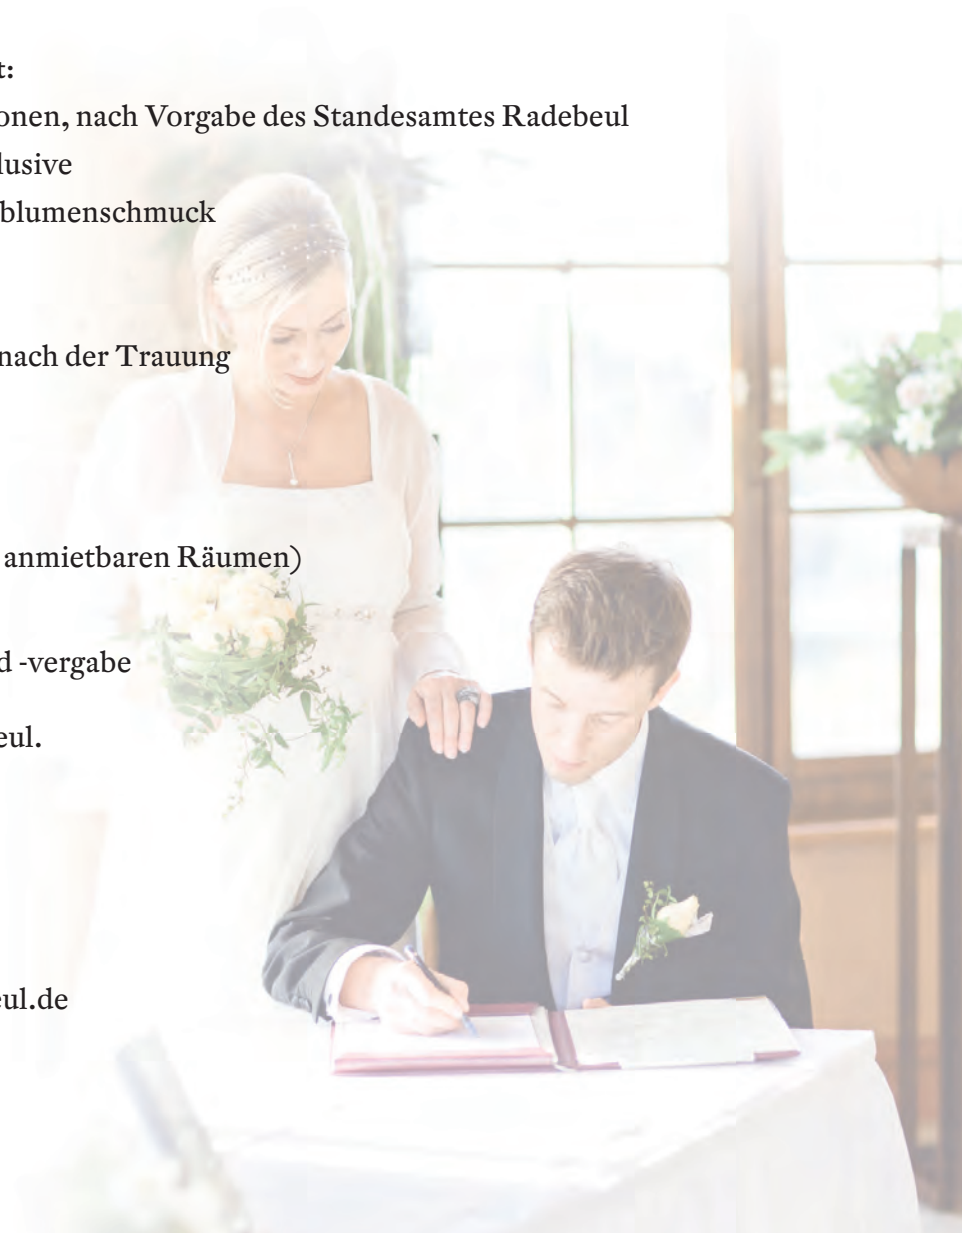 t:
onen, nach Vorgabe des Standesamtes Radebeul
lusive
blumenschmuck
nach der Trauung
anmietbaren Räumen)
d -vergabe
eul.
eul.de